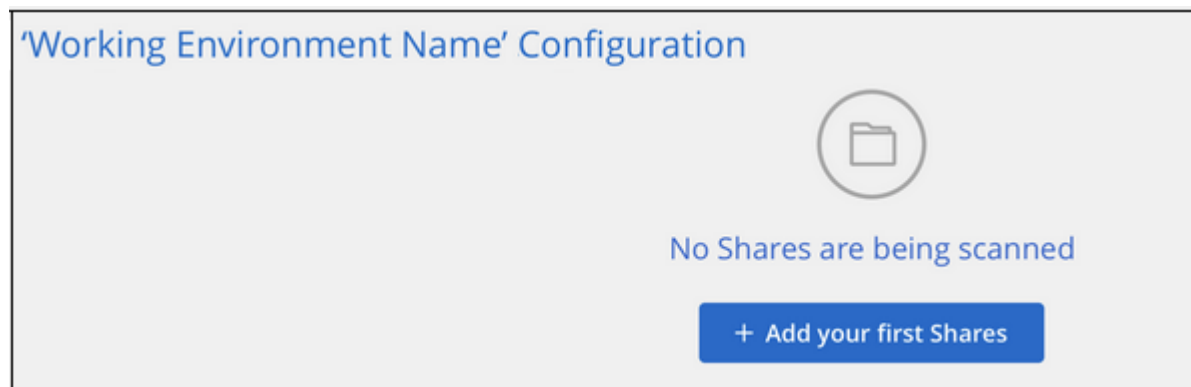 ‘Working Environment Name’ Configuration
No Shares are being scanned
+ Add your first Shares